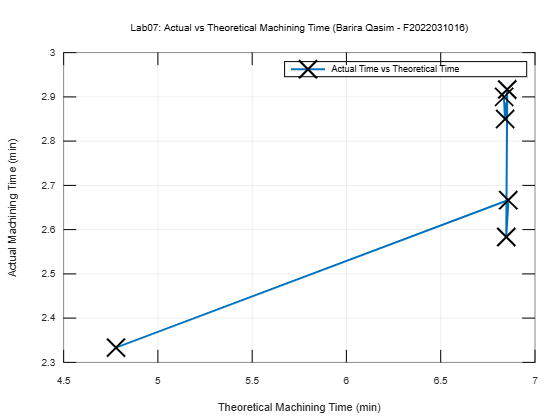 Lab07: Actual vs Theoretical Machining Time (Barira Qasim - F2022031016)
Actual Time vs Theoretical Time
3
2.9
2.8
2.7
2.6
2.5
2.4
2.3
Actual Machining Time (min)
4.5 5 5.5 6 6.5 7
Theoretical Machining Time (min)